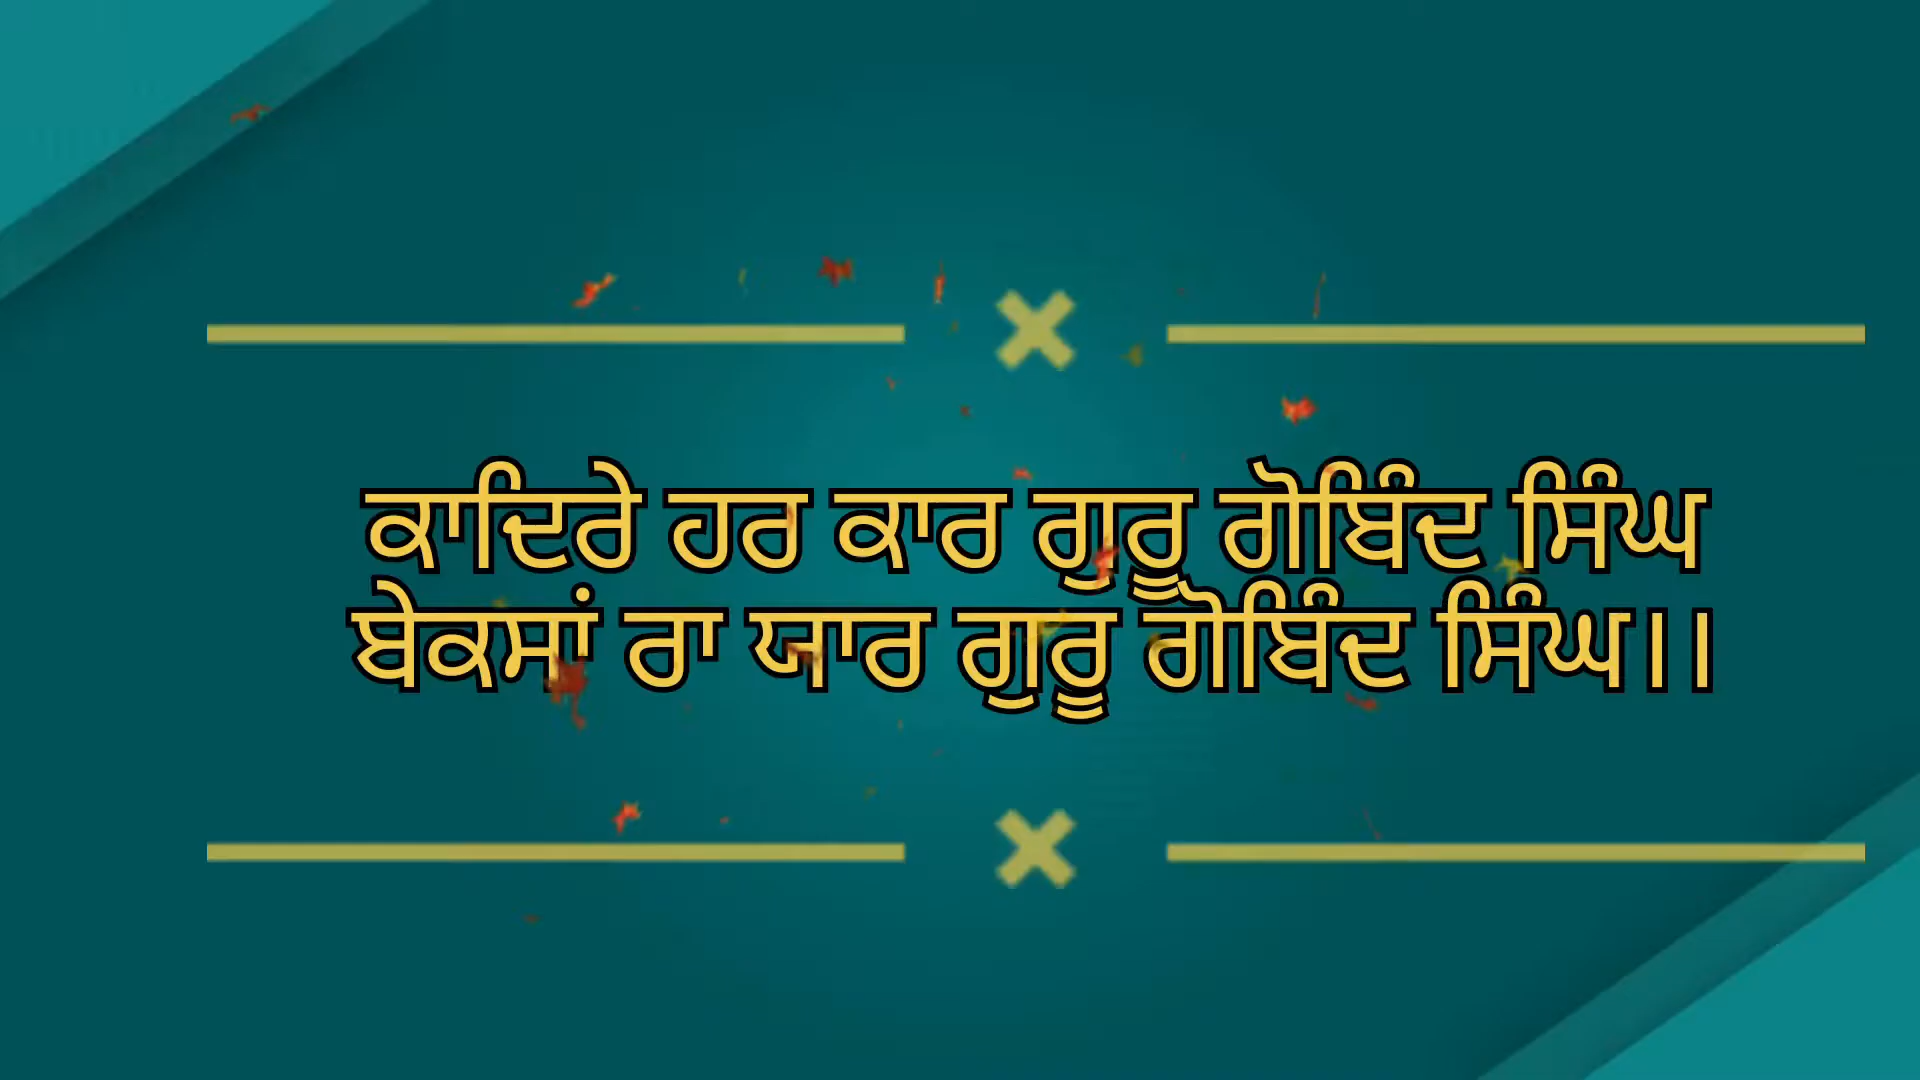 ਕਾਦਿਰੇ ਹਰ ਕਾਰ ਗੁਰੂ ਗੋਬਿੰਦ ਸਿੰਘ
ਬੇਕਸਾਂ ਰਾ ਯਾਰ ਗੁਰੂ ਗੋਬਿੰਦ ਸਿੰਘ।।